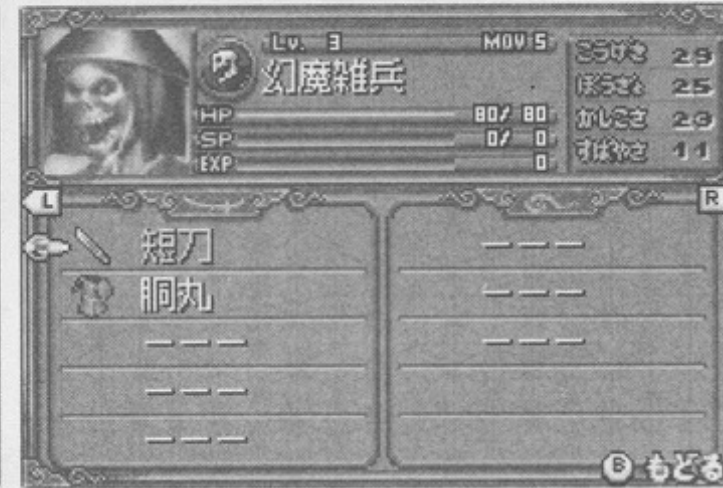 Lv. 3 MOV 5
幻魔雑兵
HP 80/ 80
SP 0/ 0
EXP 0
こうげき 29
ぼうぎょ 25
かしこさ 23
すばやさ 11
L
R
短刀
胴丸
ーーー
ーーー
ーーー
ーーー
ーーー
ーーー
B もどる